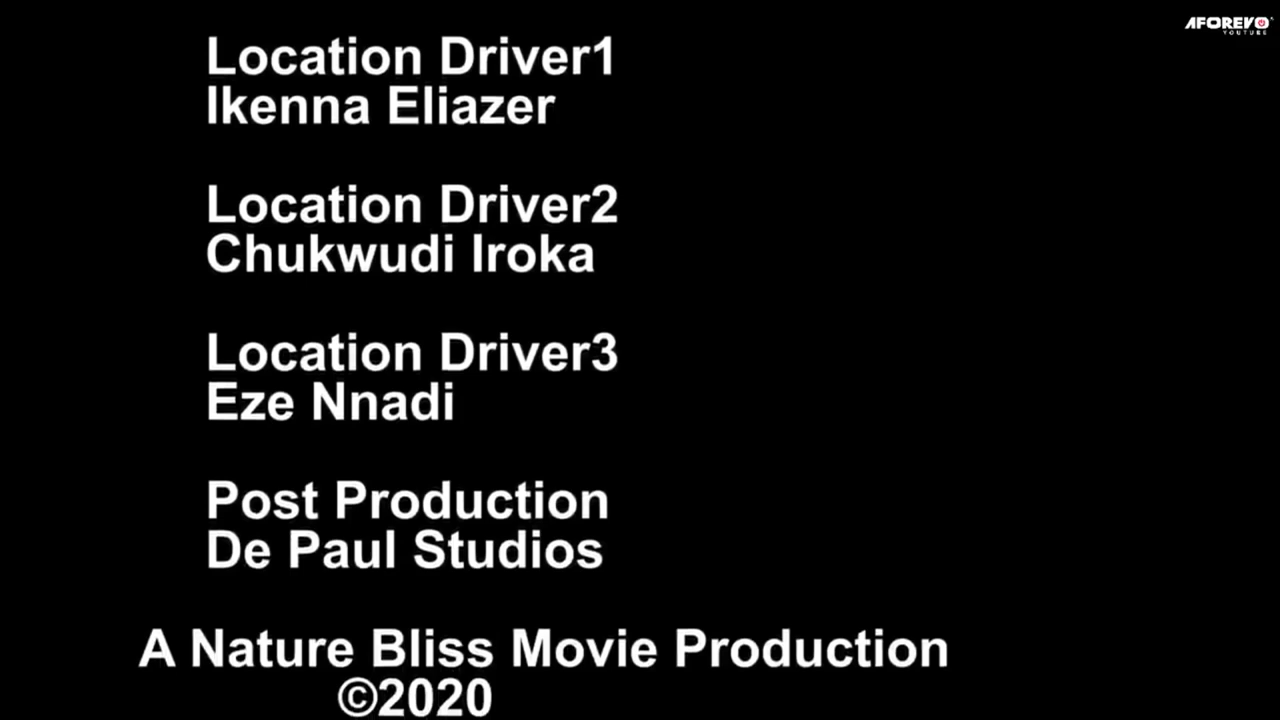 AFOREVO
YOUTUBE
Location Driver1
Ikenna Eliazer
Location Driver2
Chukwudi Iroka
Location Driver3
Eze Nnadi
Post Production
De Paul Studios
A Nature Bliss Movie Production
©2020